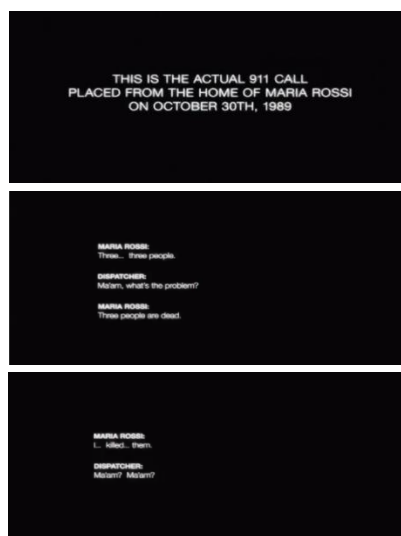 THIS IS THE ACTUAL 911 CALL
PLACED FROM THE HOME OF MARIA ROSSI
ON OCTOBER 30TH, 1989
MARIA ROSSI:
Three... three people.
DISPATCHER:
Ma'am, what's the problem?
MARIA ROSSI:
Three people are dead.
MARIA ROSSI:
I... killed... them.
DISPATCHER:
Ma'am? Ma'am?